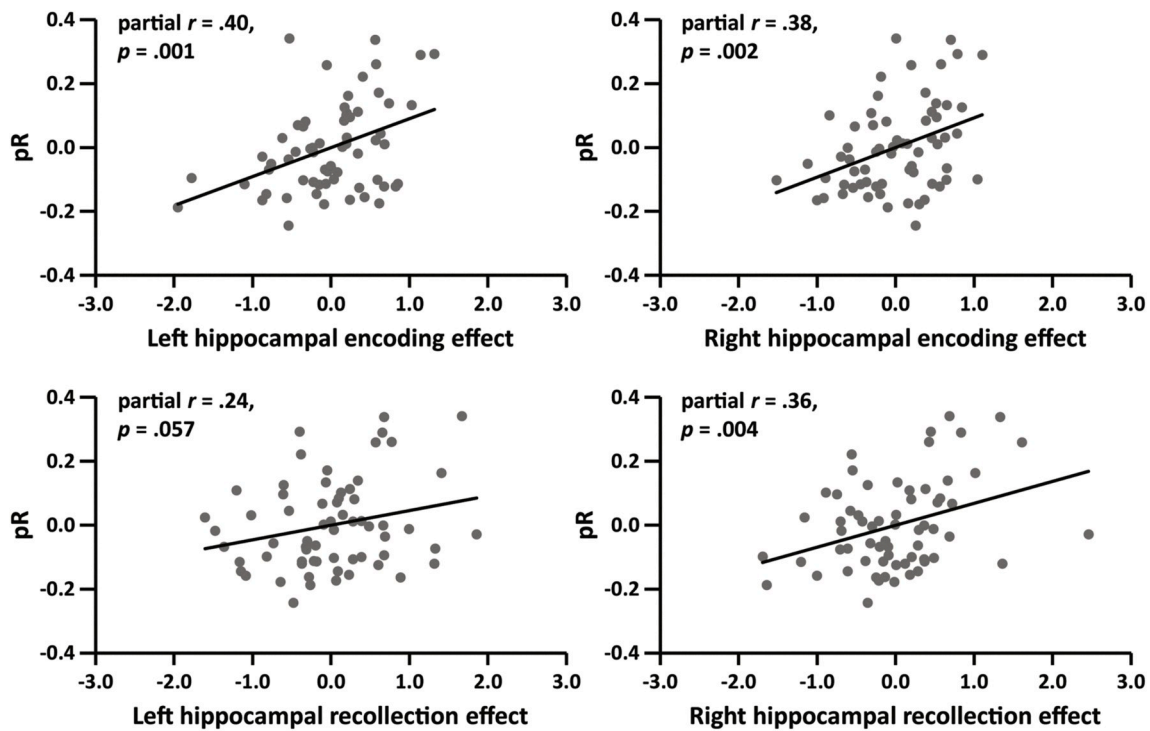 partial r = .40,
p = .001
pR
0.4
0.2
0.0
-0.2
-0.4
-3.0 -2.0 -1.0 0.0 1.0 2.0 3.0
Left hippocampal encoding effect
partial r = .38,
p = .002
pR
0.4
0.2
0.0
-0.2
-0.4
-3.0 -2.0 -1.0 0.0 1.0 2.0 3.0
Right hippocampal encoding effect
partial r = .24,
p = .057
pR
0.4
0.2
0.0
-0.2
-0.4
-3.0 -2.0 -1.0 0.0 1.0 2.0 3.0
Left hippocampal recollection effect
partial r = .36,
p = .004
pR
0.4
0.2
0.0
-0.2
-0.4
-3.0 -2.0 -1.0 0.0 1.0 2.0 3.0
Right hippocampal recollection effect